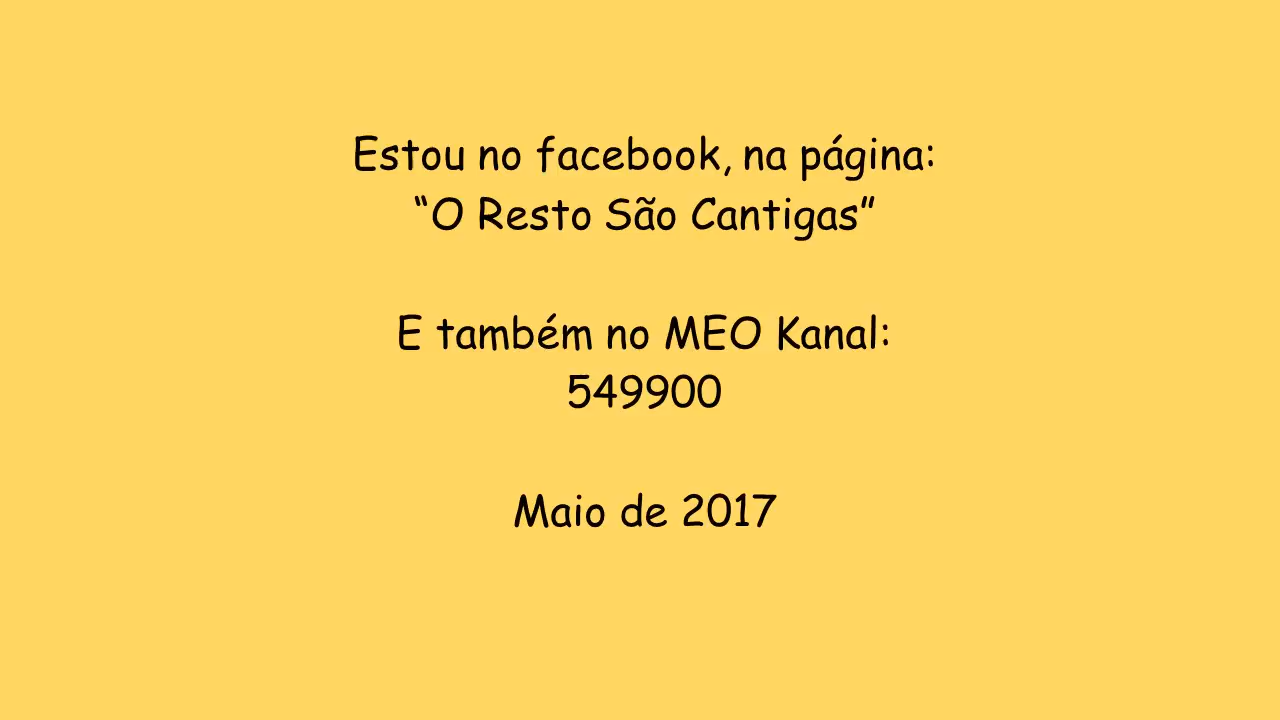 Estou no facebook, na página:
“O Resto São Cantigas”
E também no MEO Kanal:
549900
Maio de 2017